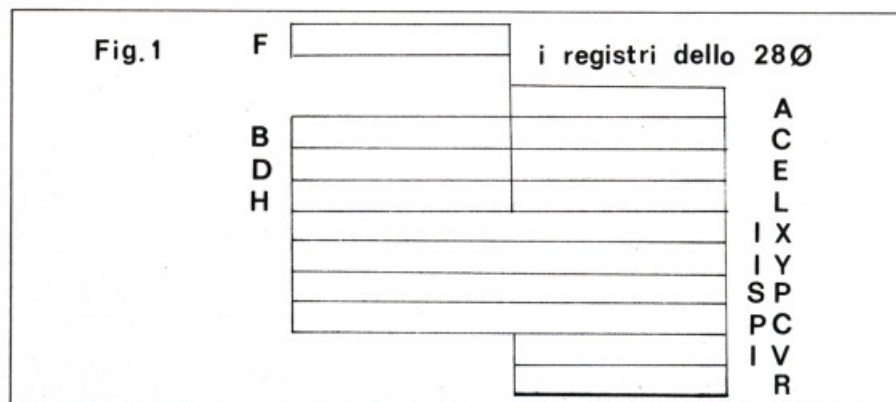 Fig.1
F
i registri dello 28Ø
A
B C
D E
H L
I X
I Y
S P
P C
I V
R